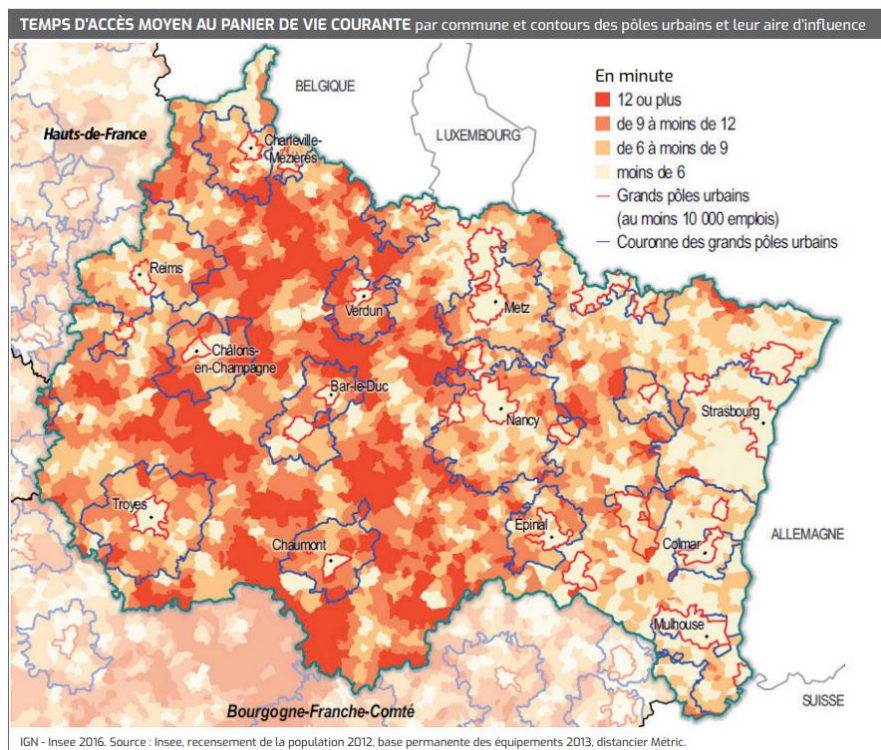 TEMPS D'ACCÈS MOYEN AU PANIER DE VIE COURANTE par commune et contours des pôles urbains et leur aire d'influence
BELGIQUE
En minute
12 ou plus
de 9 à moins de 12
de 6 à moins de 9
moins de 6
Grands pôles urbains
(au moins 10 000 emplois)
Couronne des grands pôles urbains
Hauts-de-France
LUXEMBOURG
Charleville-
Mézières
Reims
Verdun
Metz
Châlons-
en-Champagne
Bar-le-Duc
Nancy
Strasbourg
Troyes
Épinal
ALLEMAGNE
Chaumont
Colmar
Mulhouse
SUISSE
Bourgogne-Franche-Comté
IGN - Insee 2016. Source : Insee, recensement de la population 2012, base permanente des équipements 2013, distancier Métric.